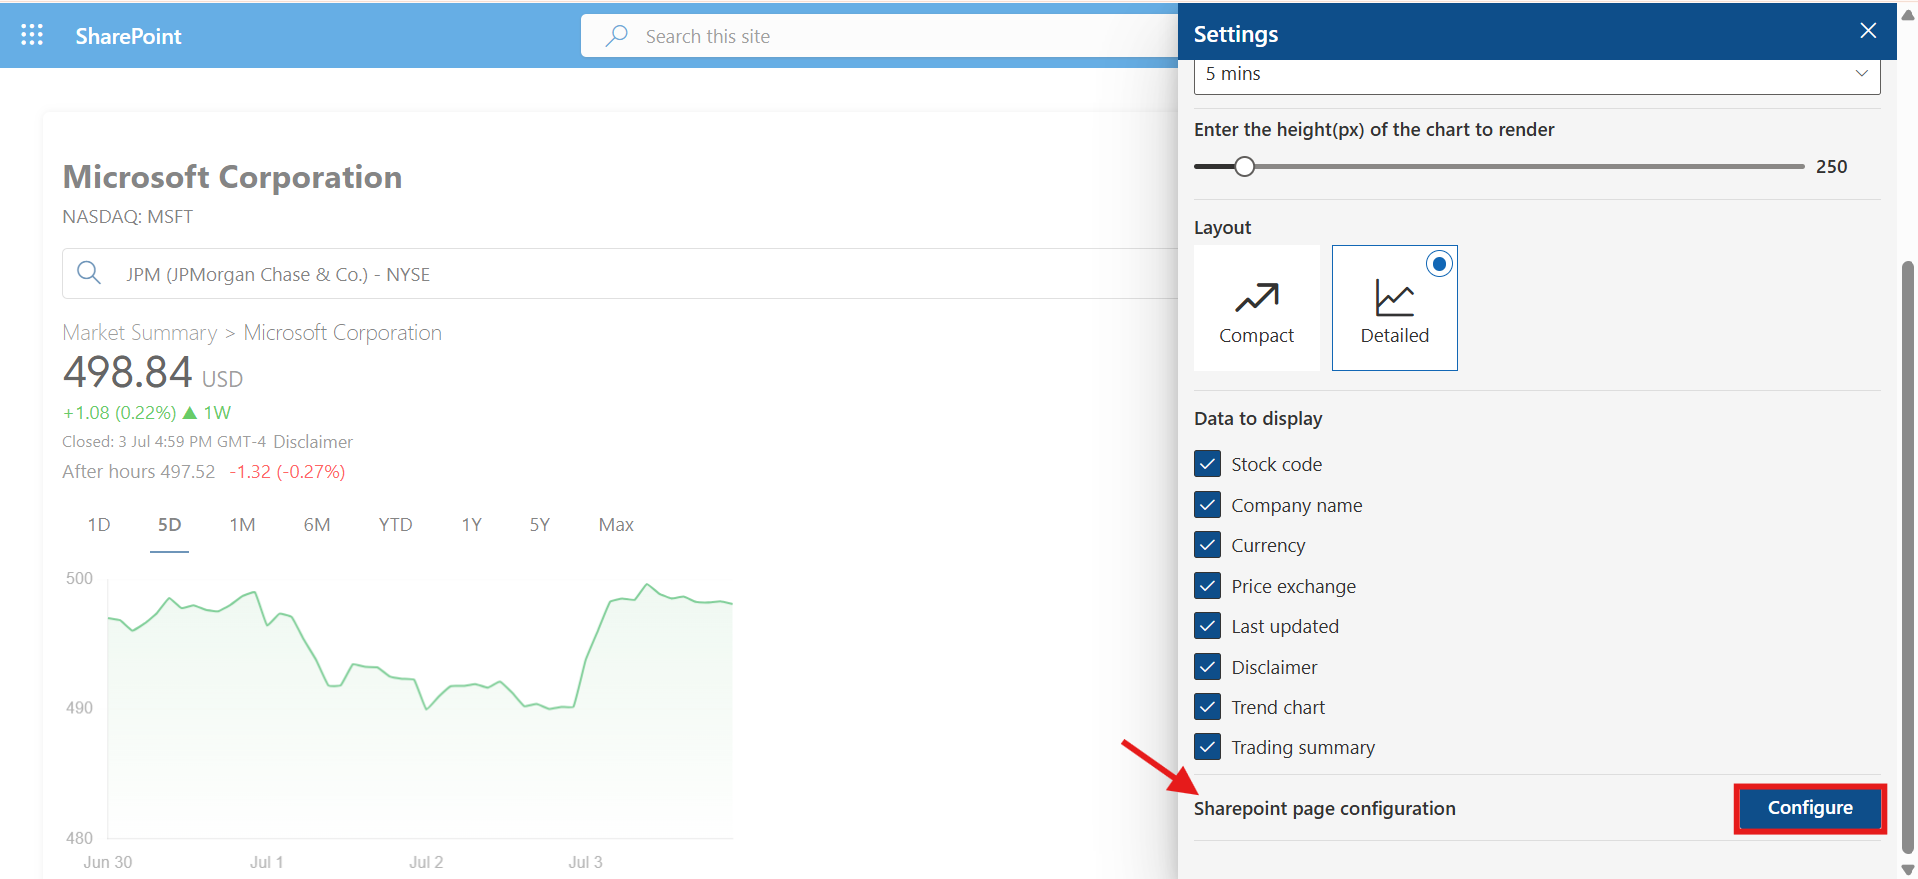 SharePoint
Search this site
Microsoft Corporation
NASDAQ: MSFT
JPM (JPMorgan Chase & Co.) - NYSE
Market Summary > Microsoft Corporation
498.84 USD
+1.08 (0.22%) ▲ 1W
Closed: 3 Jul 4:59 PM GMT-4 Disclaimer
After hours 497.52 -1.32 (-0.27%)
1D 5D 1M 6M YTD 1Y 5Y Max
500
490
480
Jun 30 Jul 1 Jul 2 Jul 3
Settings
5 mins
Enter the height(px) of the chart to render
250
Layout
Compact Detailed
Data to display
Stock code
Company name
Currency
Price exchange
Last updated
Disclaimer
Trend chart
Trading summary
Sharepoint page configuration
Configure